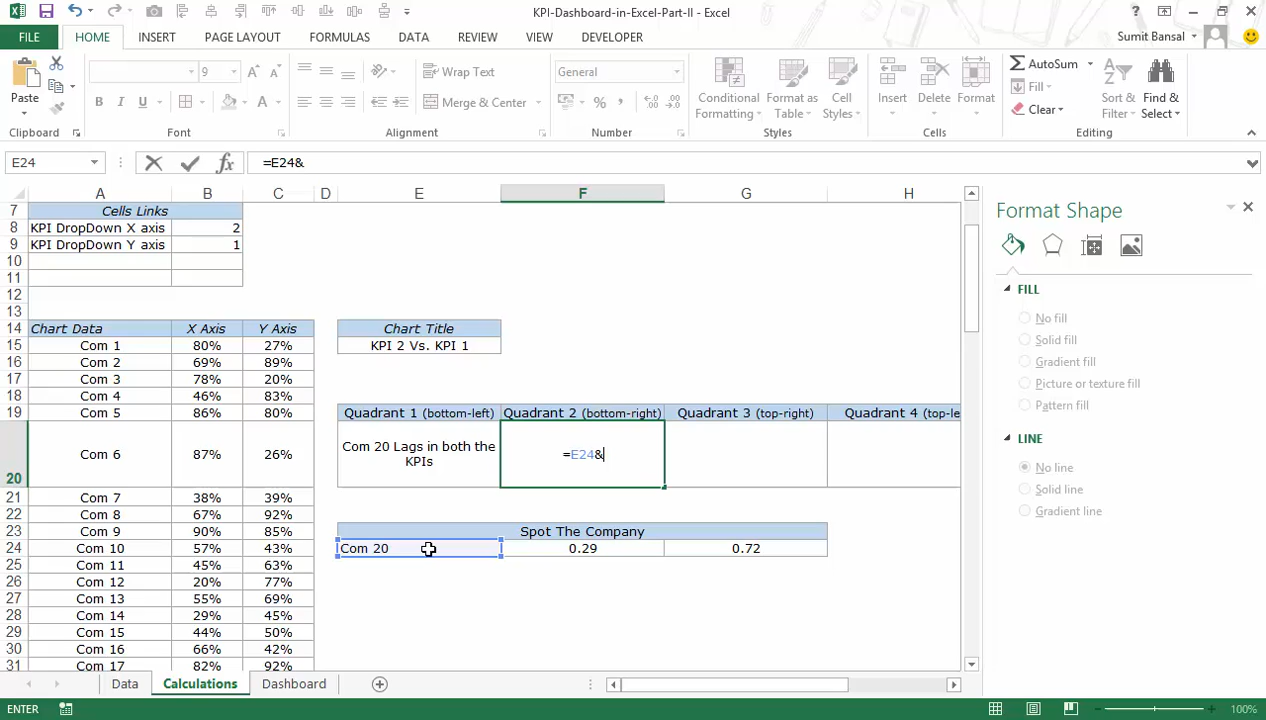 KPI-Dashboard-in-Excel-Part-II - Excel
FILE HOME INSERT PAGE LAYOUT FORMULAS DATA REVIEW VIEW DEVELOPER Sumit Bansal
Paste 9 A A Wrap Text General AutoSum
Conditional Format as Cell Insert Delete Format Fill Sort & Find &
B I U A Merge & Center % , Formatting Table Styles Clear Filter Select
Clipboard Font Alignment Number Styles Cells Editing
E24 fx =E24&
A B C D E F G H
7 Cells Links
8 KPI DropDown X axis 2
9 KPI DropDown Y axis 1
10
11
12
13
14 Chart Data X Axis Y Axis Chart Title
15 Com 1 80% 27% KPI 2 Vs. KPI 1
16 Com 2 69% 89%
17 Com 3 78% 20%
18 Com 4 46% 83%
19 Com 5 86% 80% Quadrant 1 (bottom-left) Quadrant 2 (bottom-right) Quadrant 3 (top-right) Quadrant 4 (top-le
20 Com 6 87% 26% Com 20 Lags in both the KPIs =E24&
21 Com 7 38% 39%
22 Com 8 67% 92%
23 Com 9 90% 85% Spot The Company
24 Com 10 57% 43% Com 20 0.29 0.72
25 Com 11 45% 63%
26 Com 12 20% 77%
27 Com 13 55% 69%
28 Com 14 29% 45%
29 Com 15 44% 50%
30 Com 16 66% 42%
31 Com 17 82% 92%
Data Calculations Dashboard
ENTER 100%
Format Shape
FILL
No fill
Solid fill
Gradient fill
Picture or texture fill
Pattern fill
LINE
No line
Solid line
Gradient line